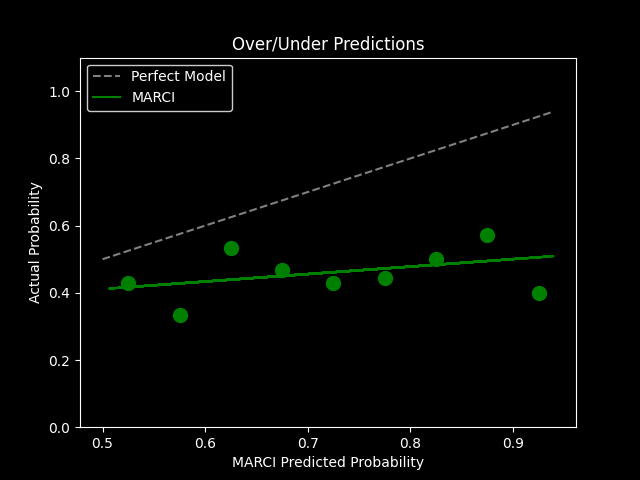 Over/Under Predictions
Perfect Model
MARCI
1.0
0.8
0.6
0.4
0.2
0.0
Actual Probability
0.5 0.6 0.7 0.8 0.9
MARCI Predicted Probability